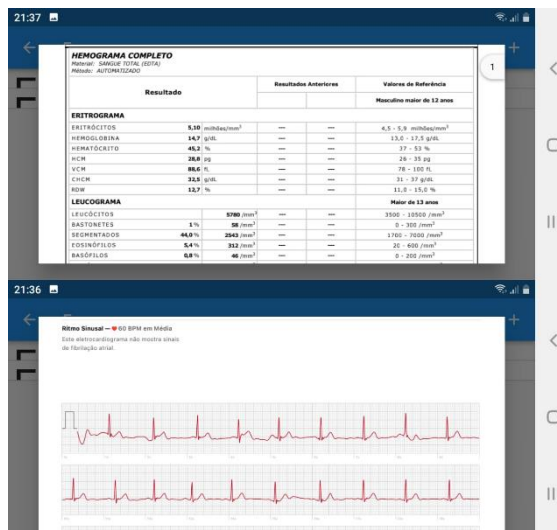 21:37
HEMOGRAMA COMPLETO
Material: SANGUE TOTAL (EDTA)
Método: AUTOMATIZADO
1
Resultado Resultados Anteriores Valores de Referência
Masculino maior de 12 anos
ERITROGRAMA
ERITRÓCITOS 5,10 milhões/mm³ — — 4,5 - 5,9 milhões/mm³
HEMOGLOBINA 14,7 g/dL — — 13,0 - 17,5 g/dL
HEMATÓCRITO 45,2 % — — 37 - 53 %
HCM 28,8 pg — — 26 - 35 pg
VCM 88,6 fL — — 78 - 100 fL
CHCM 32,5 g/dL — — 31 - 37 g/dL
RDW 12,7 % — — 11,0 - 15,0 %
LEUCOGRAMA Maior de 13 anos
LEUCÓCITOS 5780 /mm³ — — 3500 - 10500 /mm³
BASTONETES 1 % 58 /mm³ — — 0 - 300 /mm³
SEGMENTADOS 44,0 % 2543 /mm³ — — 1700 - 7000 /mm³
EOSINÓFILOS 5,4 % 312 /mm³ — — 20 - 600 /mm³
BASÓFILOS 0,8 % 46 /mm³ — — 0 - 200 /mm³
21:36
Ritmo Sinusal — ❤ 60 BPM em Média
Este eletrocardiograma não mostra sinais
de fibrilação atrial.